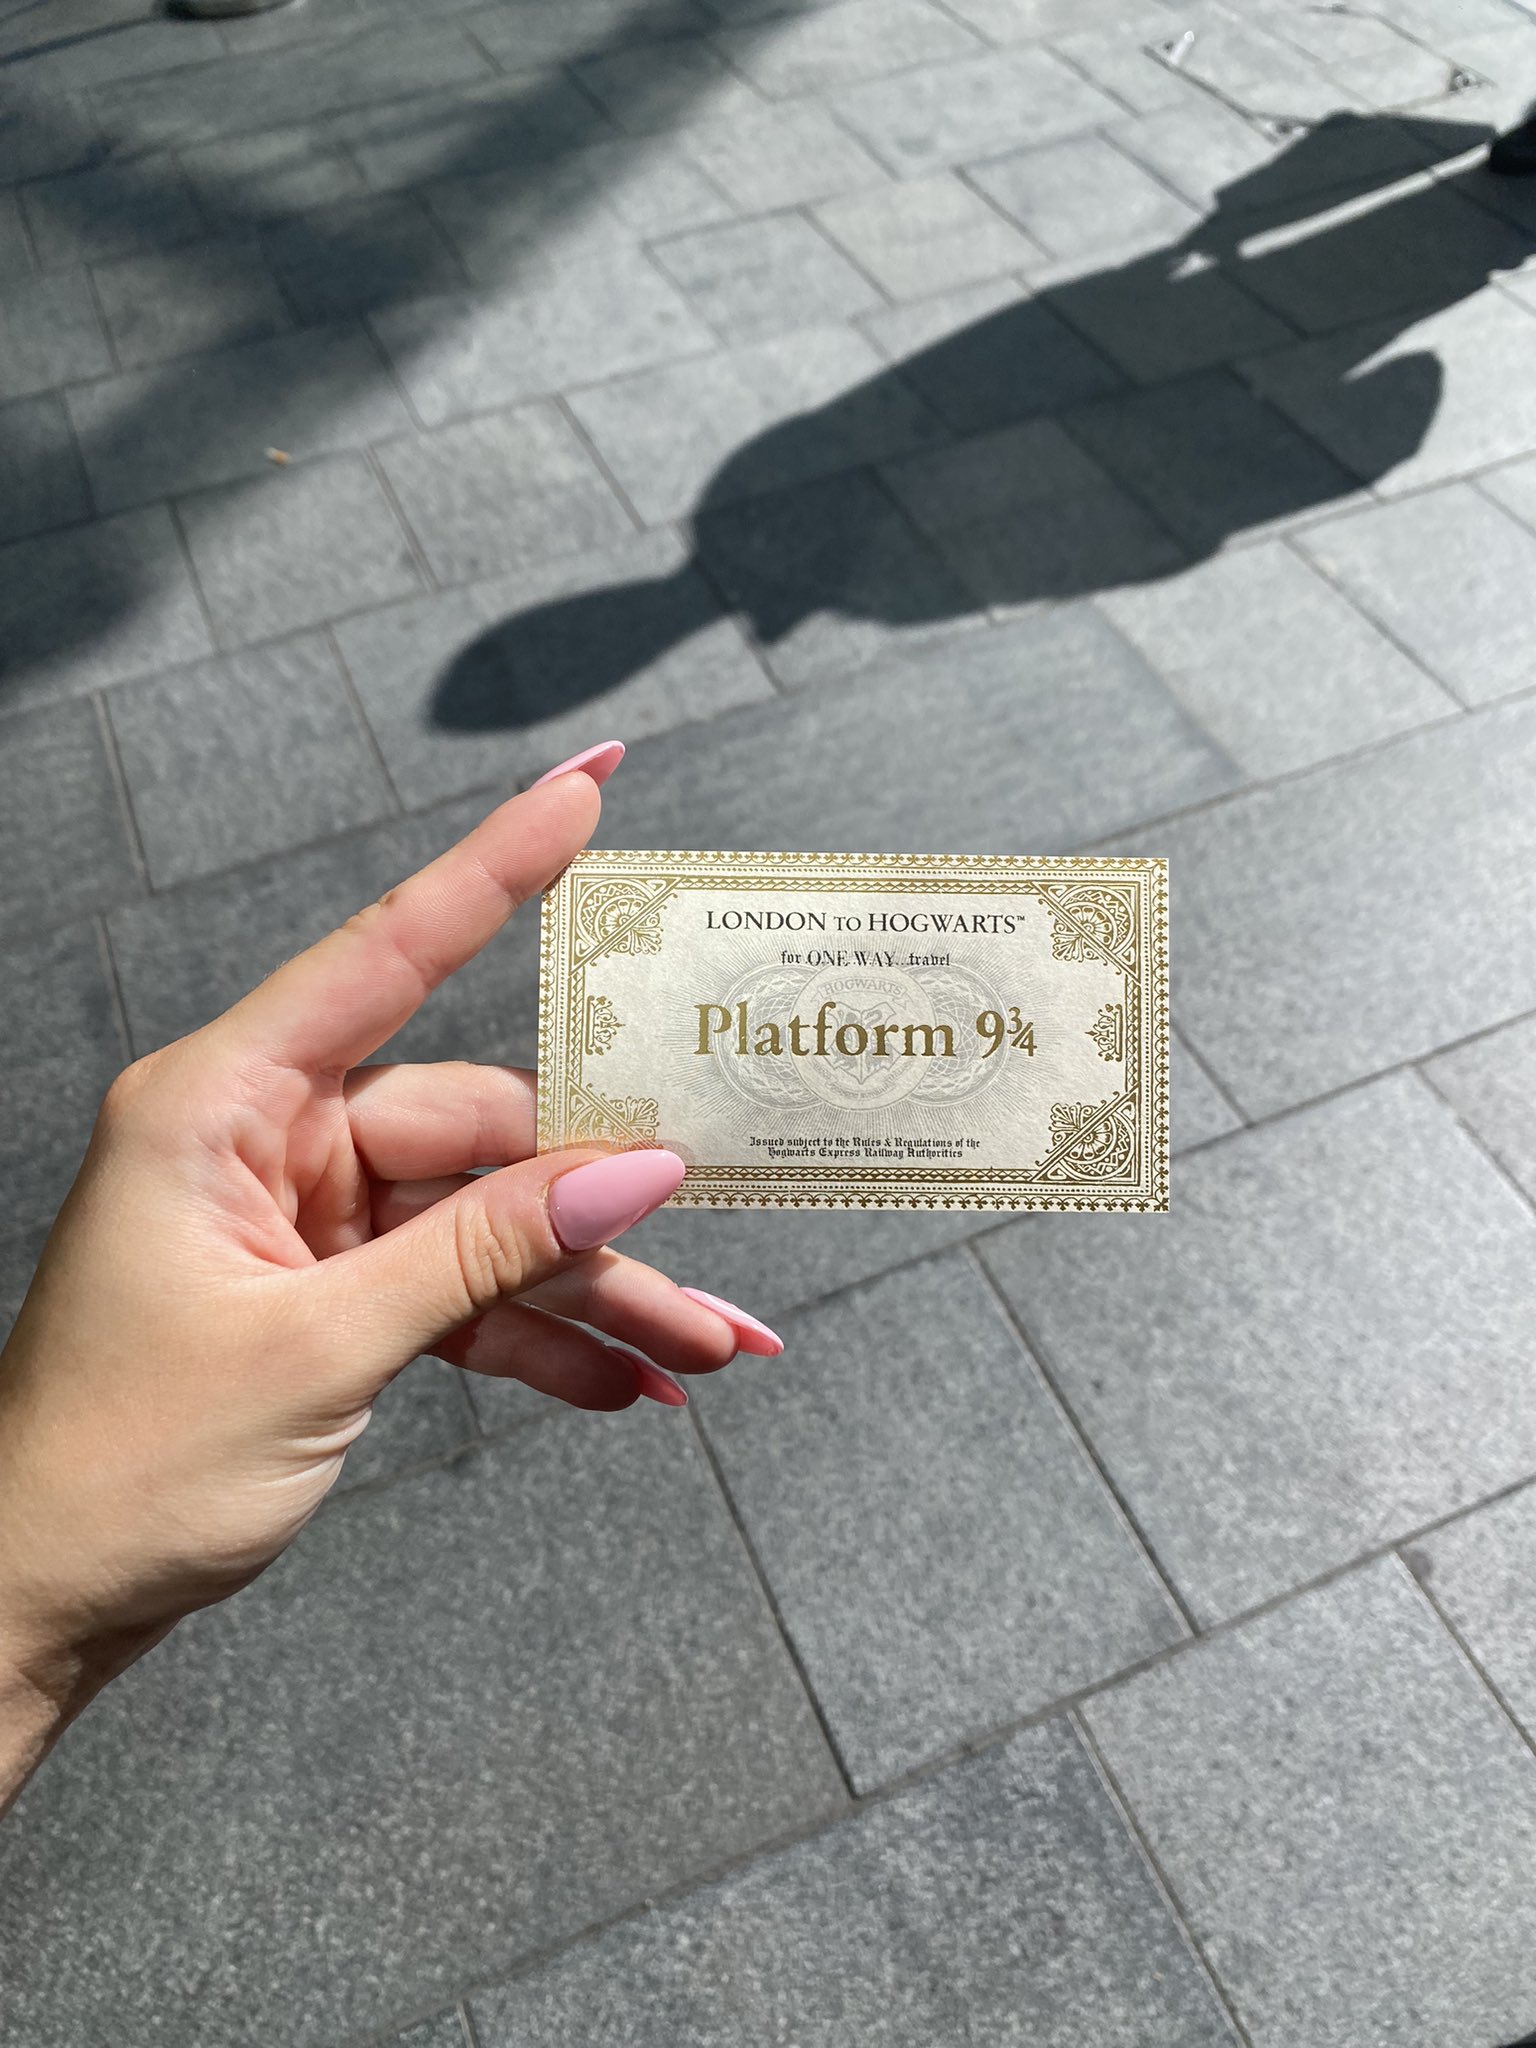 LONDON TO HOGWARTS™
for ONE WAY...travel
HOGWARTS
Platform 9¾
Issued subject to the Rules & Regulations of the
Hogwarts Express Railway Authorities